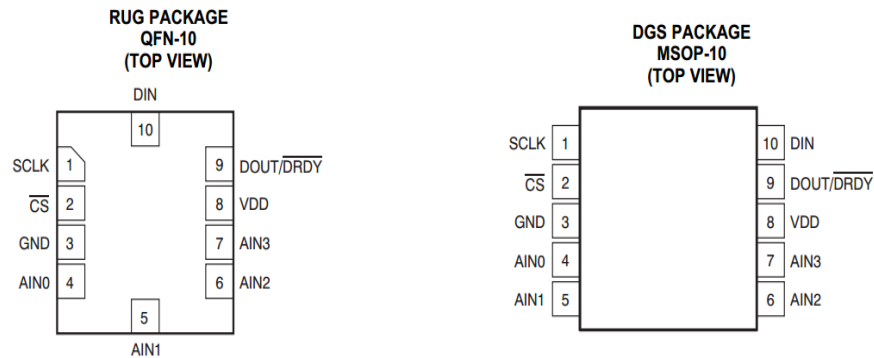 RUG PACKAGE
QFN-10
(TOP VIEW)
DIN
10
SCLK 1
9 DOUT/DRDY
CS 2
8 VDD
GND 3
7 AIN3
AIN0 4
6 AIN2
5
AIN1
DGS PACKAGE
MSOP-10
(TOP VIEW)
SCLK 1
10 DIN
CS 2
9 DOUT/DRDY
GND 3
8 VDD
AIN0 4
7 AIN3
AIN1 5
6 AIN2